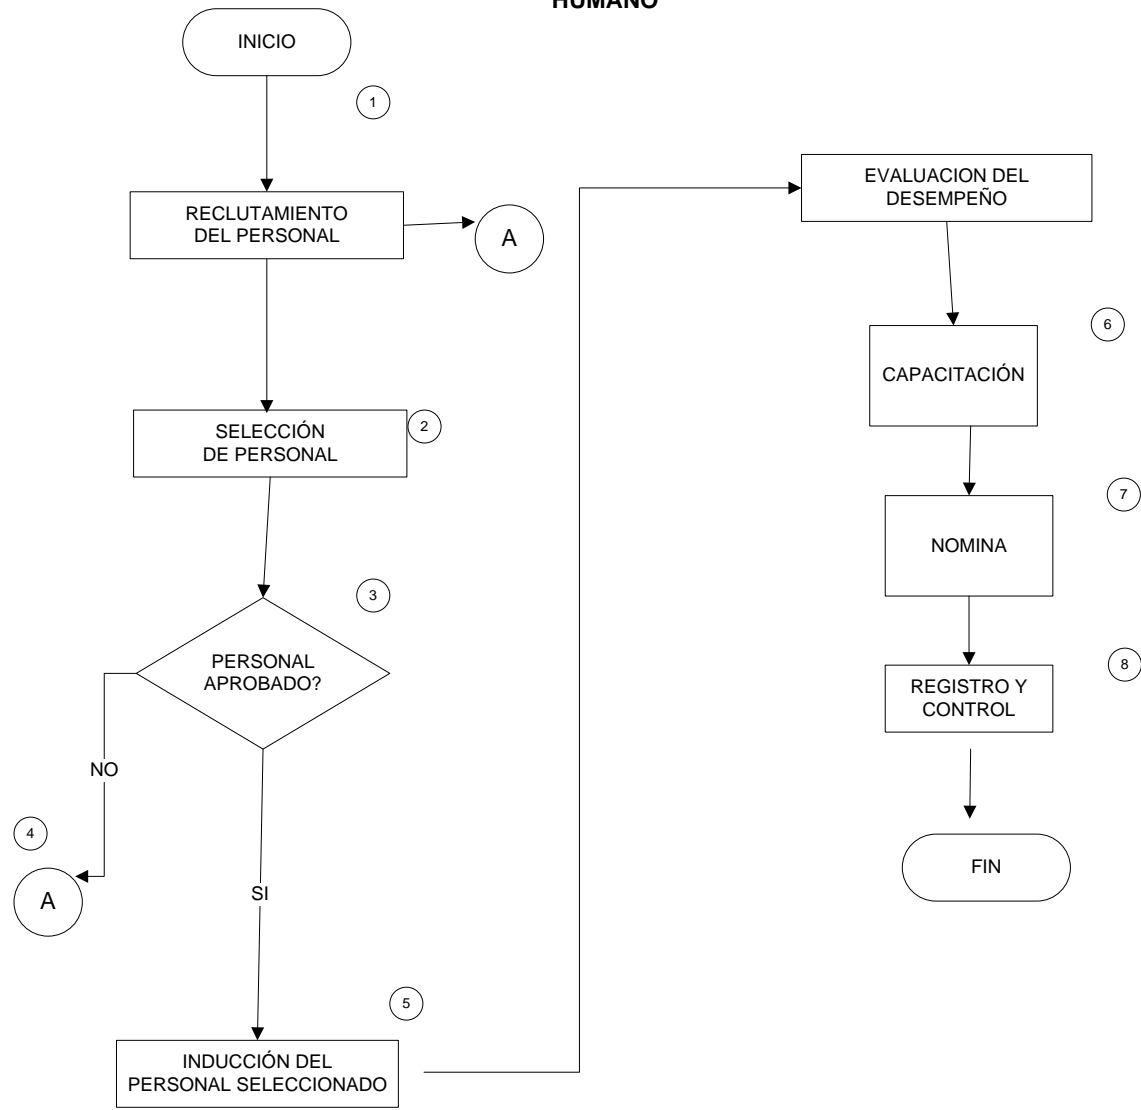 HUMANO
INICIO
1
RECLUTAMIENTO
DEL PERSONAL
A
SELECCIÓN
DE PERSONAL
2
3
PERSONAL
APROBADO?
NO
4
A
SI
5
INDUCCIÓN DEL
PERSONAL SELECCIONADO
EVALUACION DEL
DESEMPEÑO
6
CAPACITACIÓN
7
NOMINA
8
REGISTRO Y
CONTROL
FIN